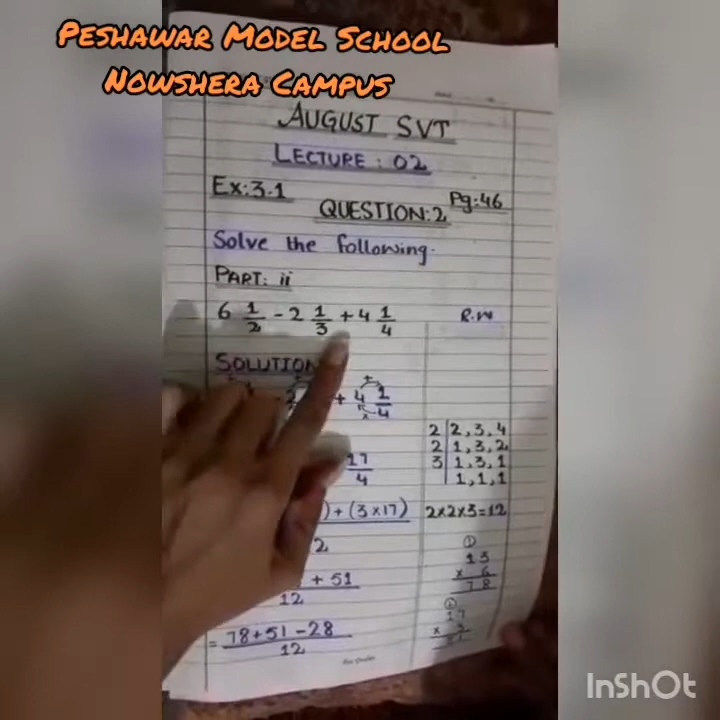 PESHAWAR MODEL SCHOOL
NOWSHERA CAMPUS
AUGUST SVT
LECTURE : 02
Ex:3.1
Pg:46
QUESTION:2
Solve the following.
PART: ii
6 1/2 - 2 1/3 + 4 1/4
R.W
SOLUTION
- 2 + 4 1/4
2 | 2, 3, 4
2 | 1, 3, 2
3 | 1, 3, 1
1, 1, 1
17/4
) + (3×17)
2
2×2×3=12
+ 51
12
① 
13
× 6
78
17
×
= 78+51-28
12
InShOt